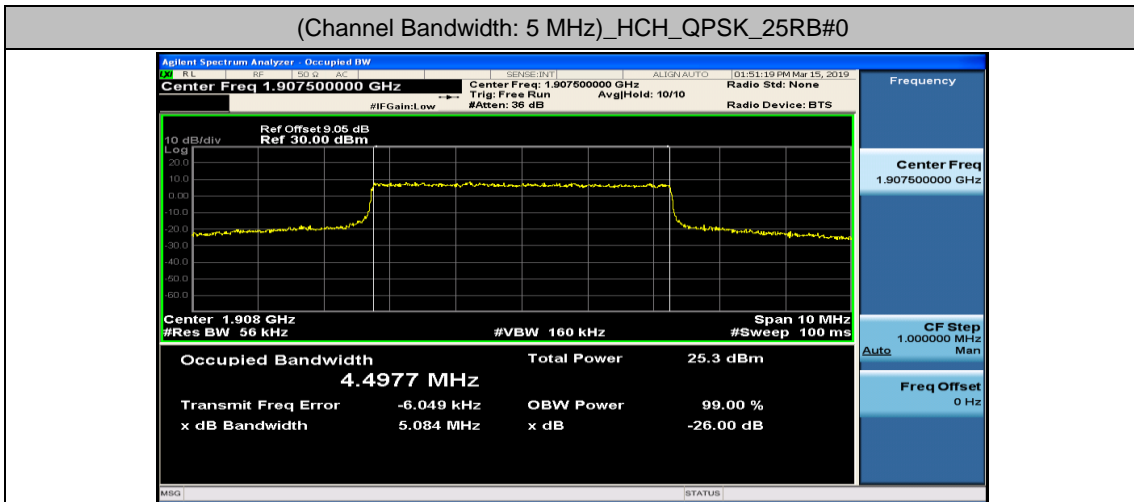 (Channel Bandwidth: 5 MHz)_HCH_QPSK_25RB#0
Agilent Spectrum Analyzer - Occupied BW
LXI RL RF 50 Ω AC SENSE:INT ALIGN AUTO 01:51:19 PM Mar 15, 2019
Center Freq 1.907500000 GHz
Center Freq: 1.907500000 GHz
Radio Std: None
Trig: Free Run Avg|Hold: 10/10
#IFGain:Low #Atten: 36 dB Radio Device: BTS
Ref Offset 9.05 dB
10 dB/div Ref 30.00 dBm
Log
20.0
10.0
0.00
-10.0
-20.0
-30.0
-40.0
-50.0
-60.0
Center 1.908 GHz Span 10 MHz
#Res BW 56 kHz #VBW 160 kHz #Sweep 100 ms
Occupied Bandwidth Total Power 25.3 dBm
4.4977 MHz
Transmit Freq Error -6.049 kHz OBW Power 99.00 %
x dB Bandwidth 5.084 MHz x dB -26.00 dB
MSG STATUS
Frequency
Center Freq
1.907500000 GHz
CF Step
1.000000 MHz
Auto Man
Freq Offset
0 Hz